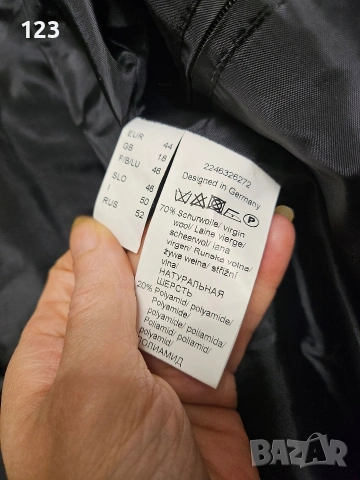 123
EUR 44
GB 18
F/B/LU 46
SLO 46
I 50
RUS 52
2246326272
Designed in Germany
P
70% Schurwolle/ virgin
wool/ Laine vierge/
scheerwol/ lana
vergen/ Runska volna/
żywa wełna/ střižní
vlna/
НАТУРАЛЬНАЯ
ШЕРСТЬ
20% Polyamid/ polyamide/
Polyamide/
polyamide/ poliamida/
Poliamid/ poliamid/
Polyamid/
ПОЛИАМИД
BAZAR